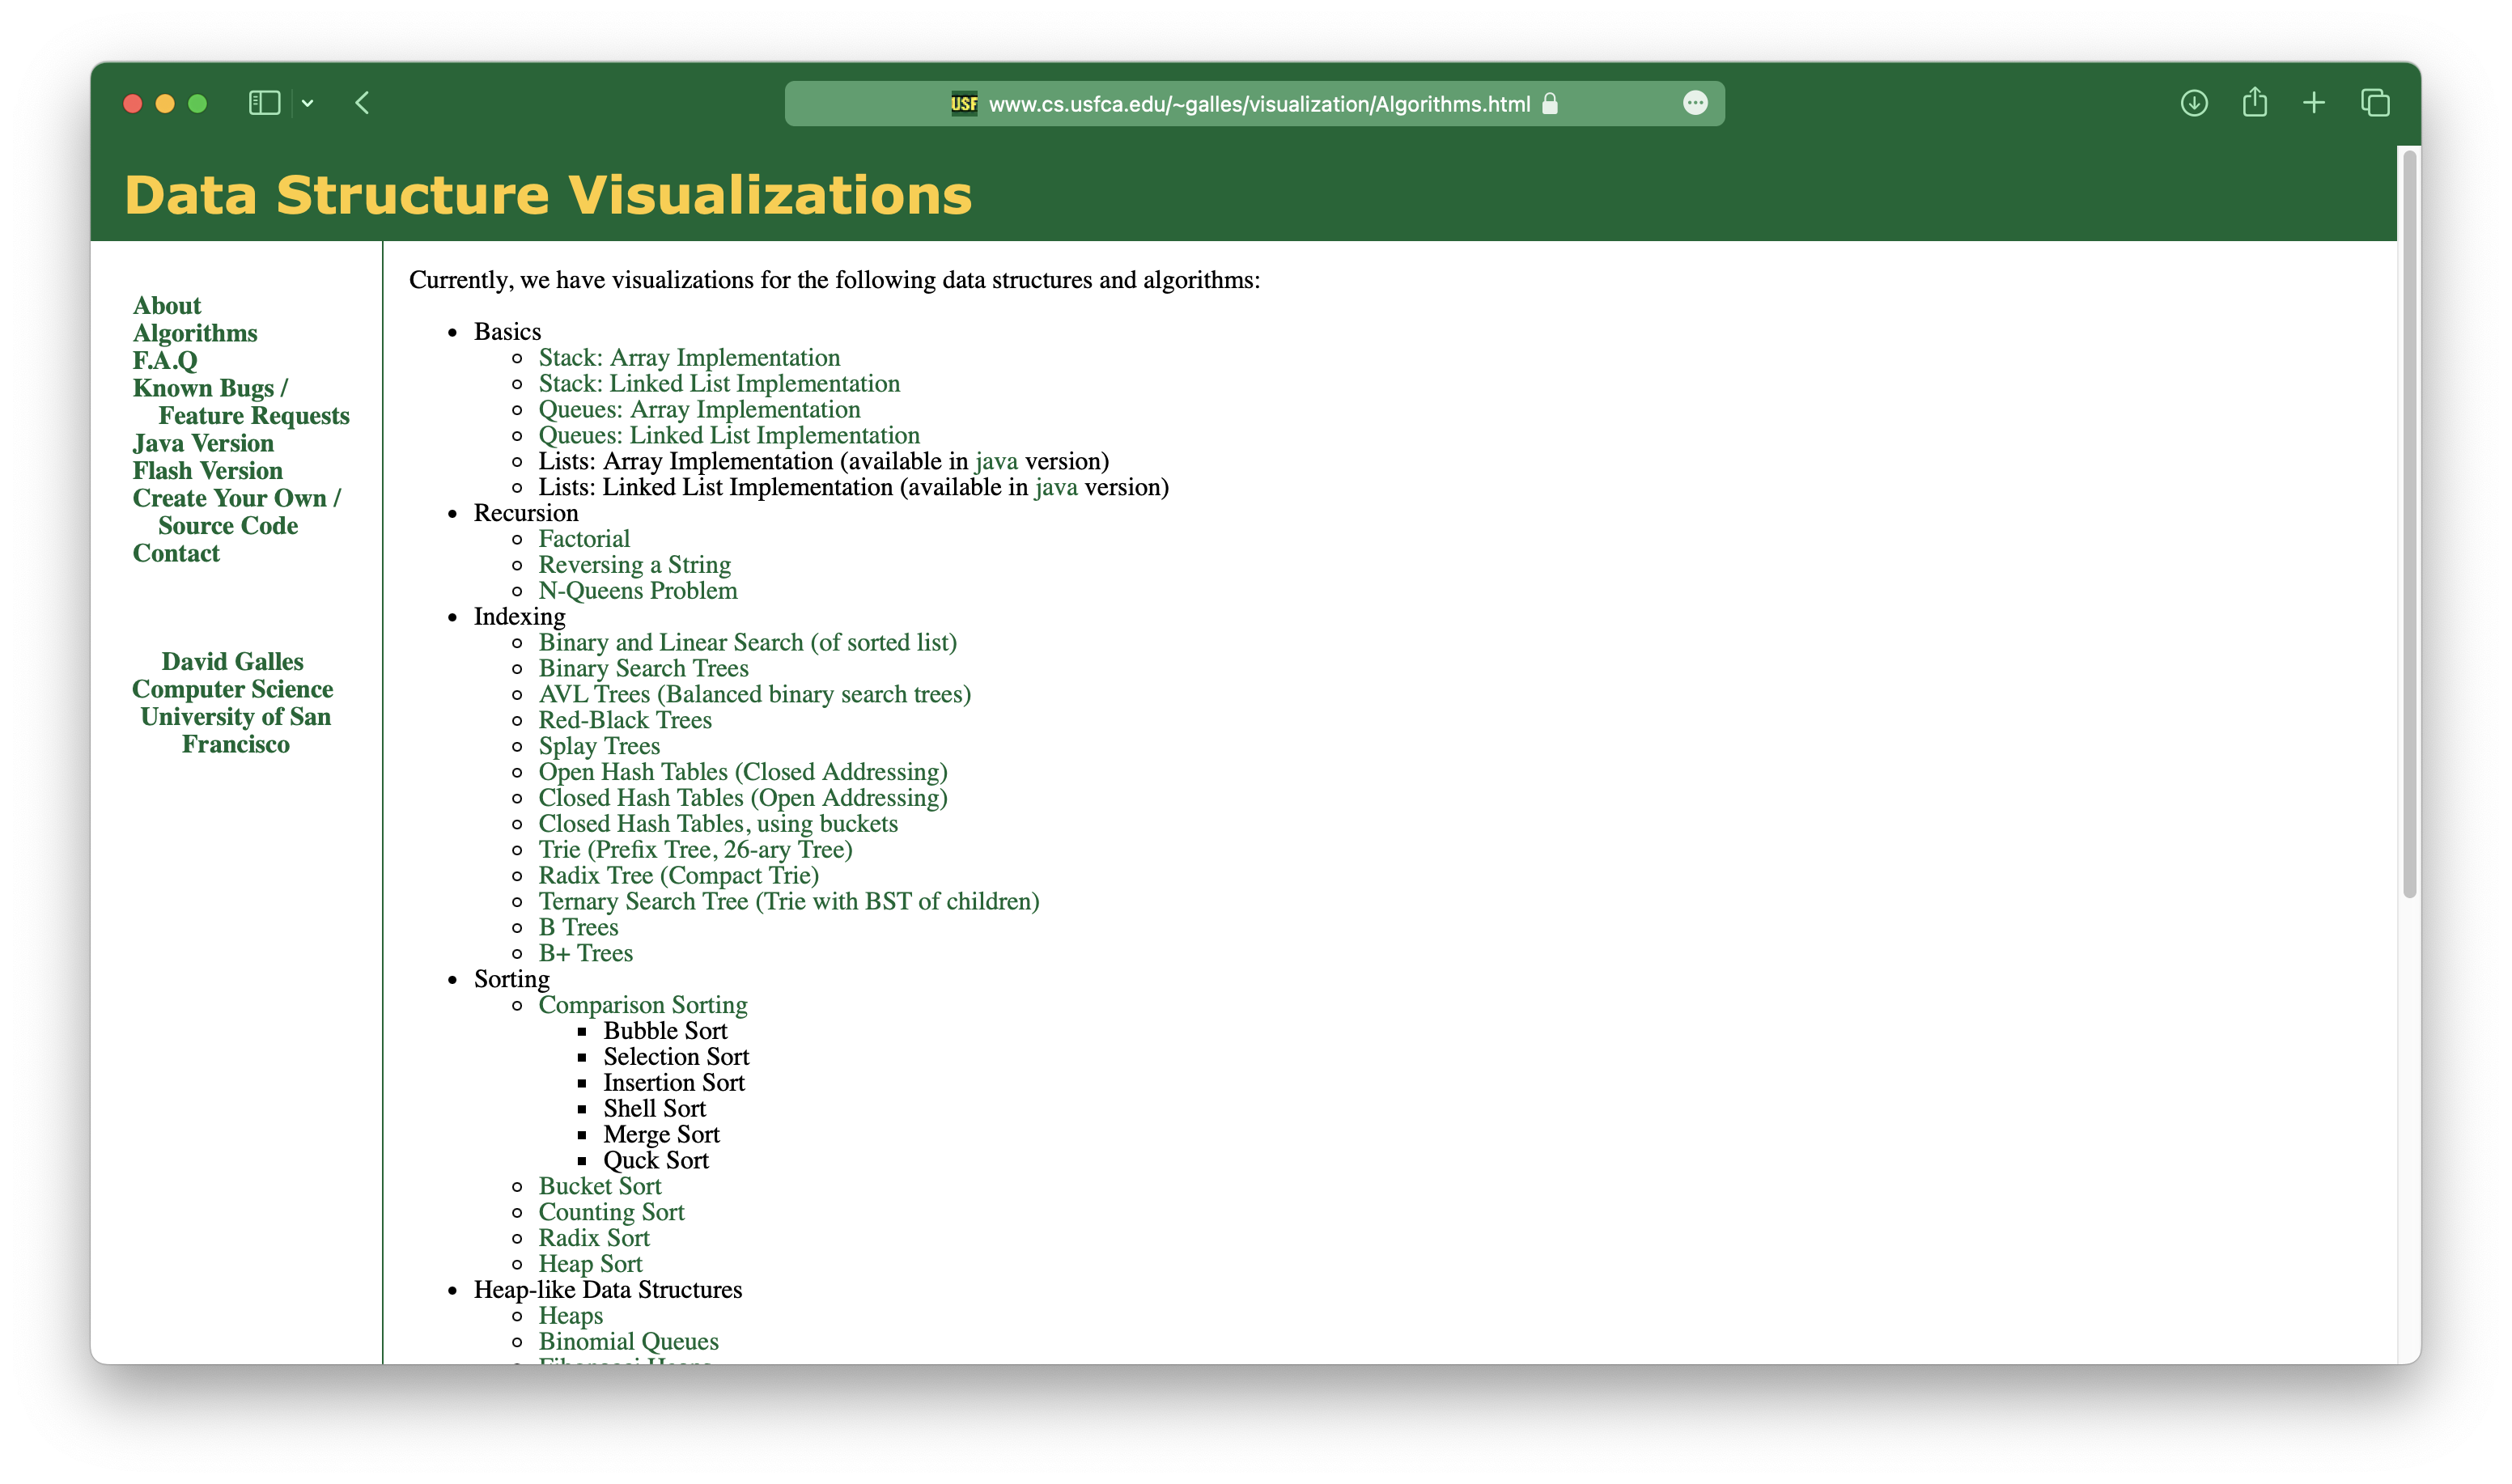 USF www.cs.usfca.edu/~galles/visualization/Algorithms.html
Data Structure Visualizations
About
Algorithms
F.A.Q
Known Bugs /
Feature Requests
Java Version
Flash Version
Create Your Own /
Source Code
Contact
David Galles
Computer Science
University of San
Francisco
Currently, we have visualizations for the following data structures and algorithms:
Basics
Stack: Array Implementation
Stack: Linked List Implementation
Queues: Array Implementation
Queues: Linked List Implementation
Lists: Array Implementation (available in java version)
Lists: Linked List Implementation (available in java version)
Recursion
Factorial
Reversing a String
N-Queens Problem
Indexing
Binary and Linear Search (of sorted list)
Binary Search Trees
AVL Trees (Balanced binary search trees)
Red-Black Trees
Splay Trees
Open Hash Tables (Closed Addressing)
Closed Hash Tables (Open Addressing)
Closed Hash Tables, using buckets
Trie (Prefix Tree, 26-ary Tree)
Radix Tree (Compact Trie)
Ternary Search Tree (Trie with BST of children)
B Trees
B+ Trees
Sorting
Comparison Sorting
Bubble Sort
Selection Sort
Insertion Sort
Shell Sort
Merge Sort
Quck Sort
Bucket Sort
Counting Sort
Radix Sort
Heap Sort
Heap-like Data Structures
Heaps
Binomial Queues